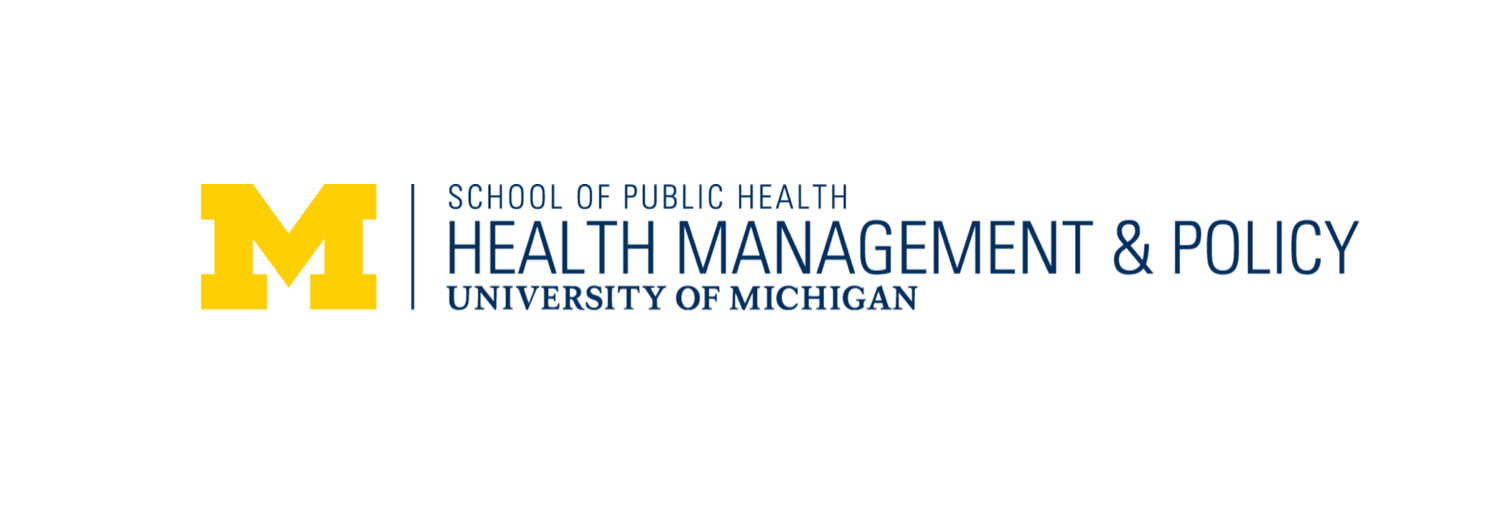 M
SCHOOL OF PUBLIC HEALTH
HEALTH MANAGEMENT & POLICY
UNIVERSITY OF MICHIGAN